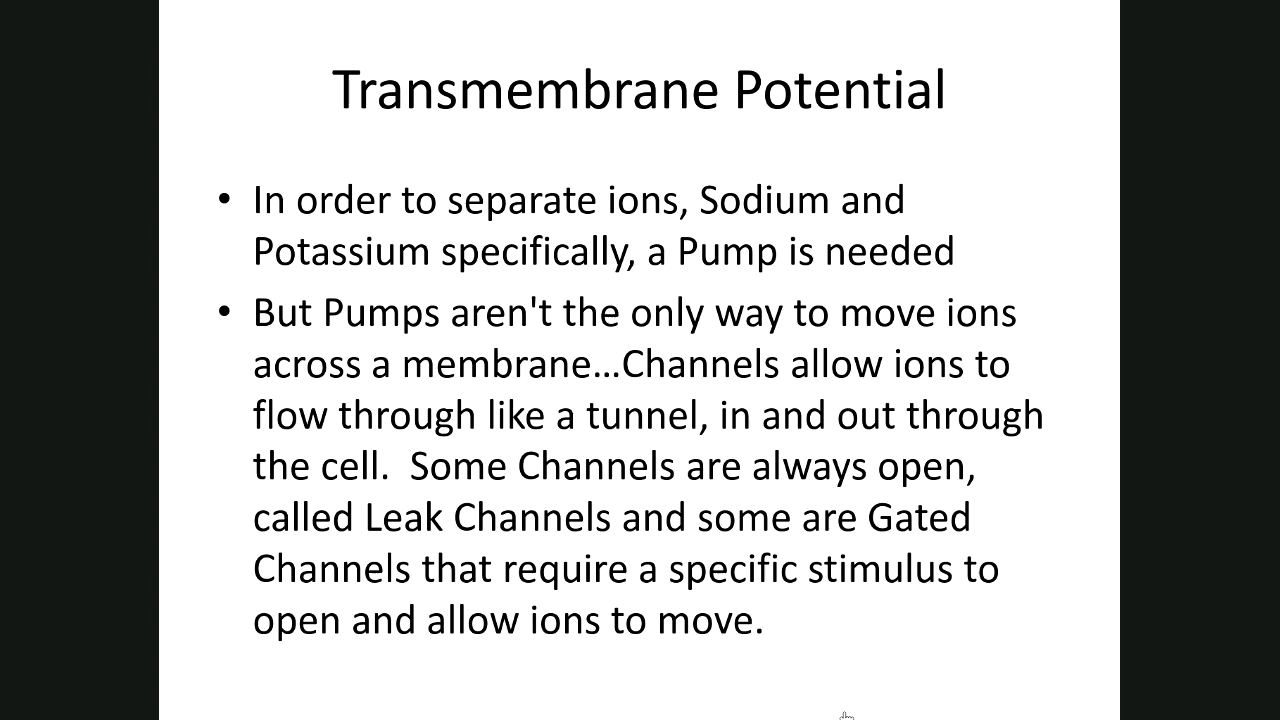 Transmembrane Potential
• In order to separate ions, Sodium and
Potassium specifically, a Pump is needed
• But Pumps aren't the only way to move ions
across a membrane...Channels allow ions to
flow through like a tunnel, in and out through
the cell.  Some Channels are always open,
called Leak Channels and some are Gated
Channels that require a specific stimulus to
open and allow ions to move.